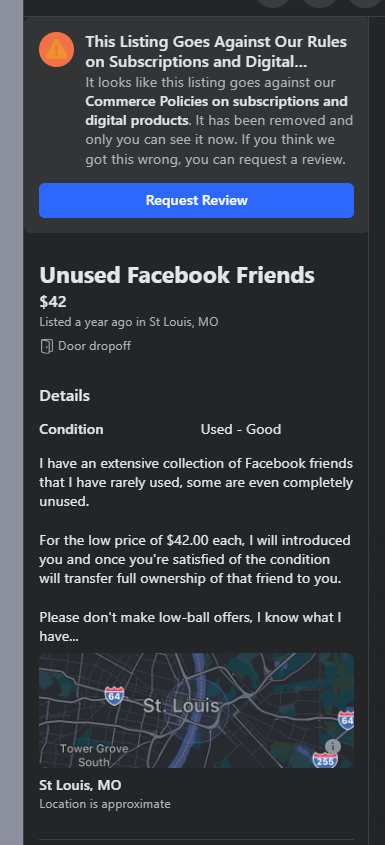 This Listing Goes Against Our Rules
on Subscriptions and Digital...
It looks like this listing goes against our
Commerce Policies on subscriptions and
digital products. It has been removed and
only you can see it now. If you think we
got this wrong, you can request a review.
Request Review
Unused Facebook Friends
$42
Listed a year ago in St Louis, MO
Door dropoff
Details
Condition Used - Good
I have an extensive collection of Facebook friends
that I have rarely used, some are even completely
unused.
For the low price of $42.00 each, I will introduced
you and once you're satisfied of the condition
will transfer full ownership of that friend to you.
Please don't make low-ball offers, I know what I
have...
64
St. Louis
64
Tower Grove
South
255
St Louis, MO
Location is approximate